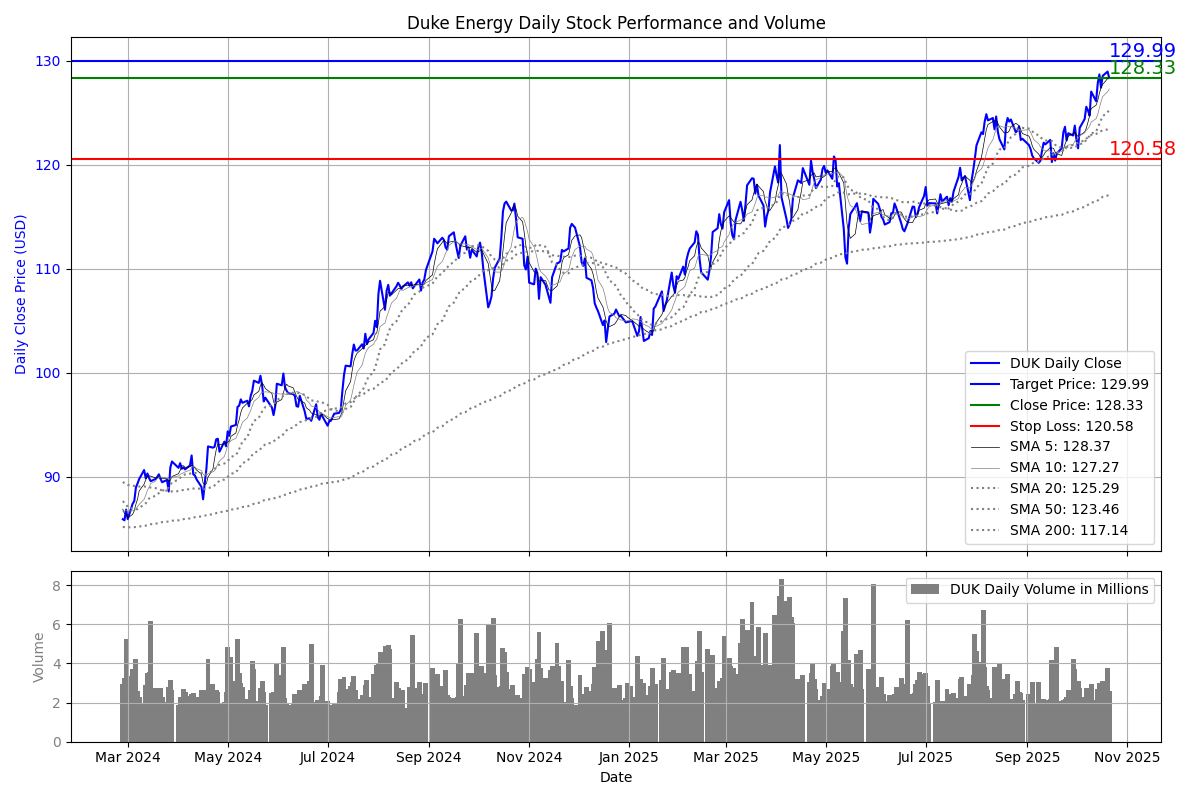 Duke Energy Daily Stock Performance and Volume
129.99
128.33
120.58
130
120
110
100
90
Daily Close Price (USD)
DUK Daily Close
Target Price: 129.99
Close Price: 128.33
Stop Loss: 120.58
SMA 5: 128.37
SMA 10: 127.27
SMA 20: 125.29
SMA 50: 123.46
SMA 200: 117.14
DUK Daily Volume in Millions
8
6
4
2
0
Volume
Mar 2024 May 2024 Jul 2024 Sep 2024 Nov 2024 Jan 2025 Mar 2025 May 2025 Jul 2025 Sep 2025 Nov 2025
Date